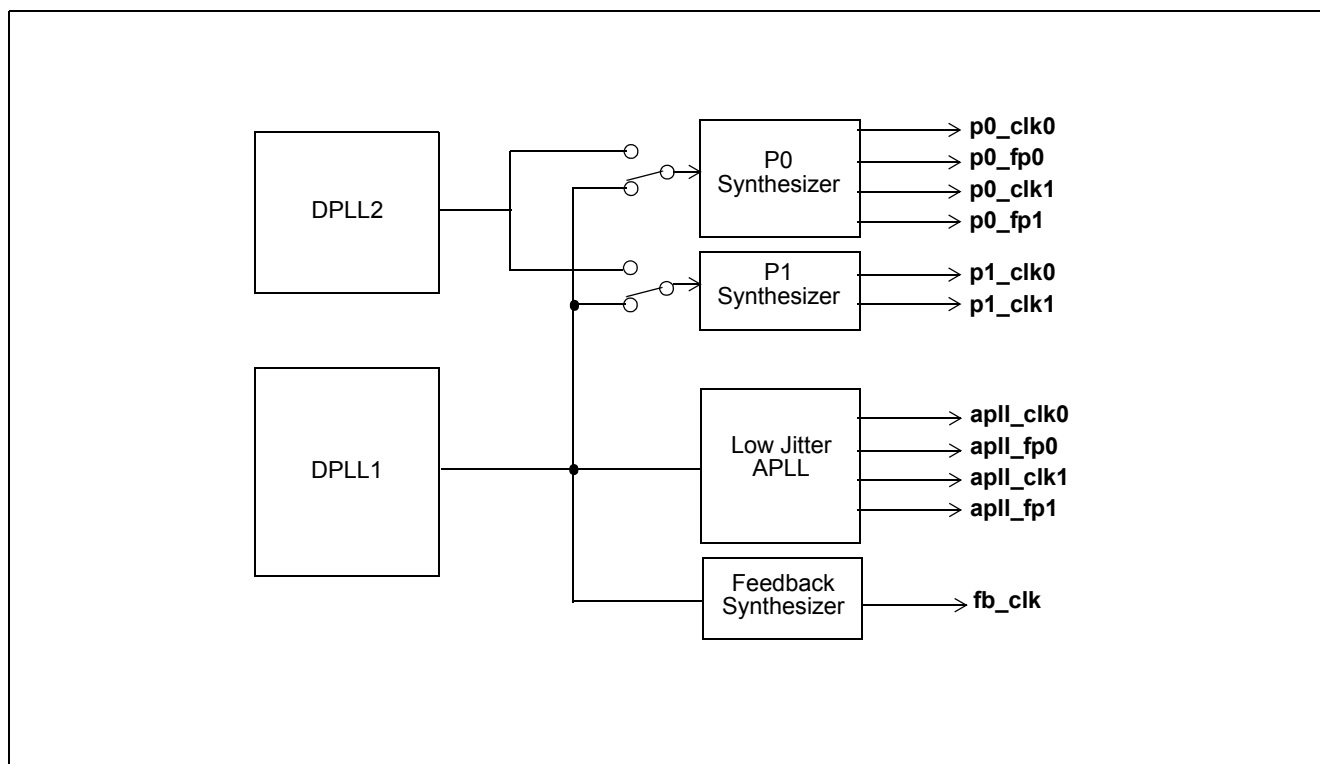 DPLL2
P0
Synthesizer
p0_clk0
p0_fp0
p0_clk1
p0_fp1
P1
Synthesizer
p1_clk0
p1_clk1
DPLL1
Low Jitter
APLL
apll_clk0
apll_fp0
apll_clk1
apll_fp1
Feedback
Synthesizer
fb_clk